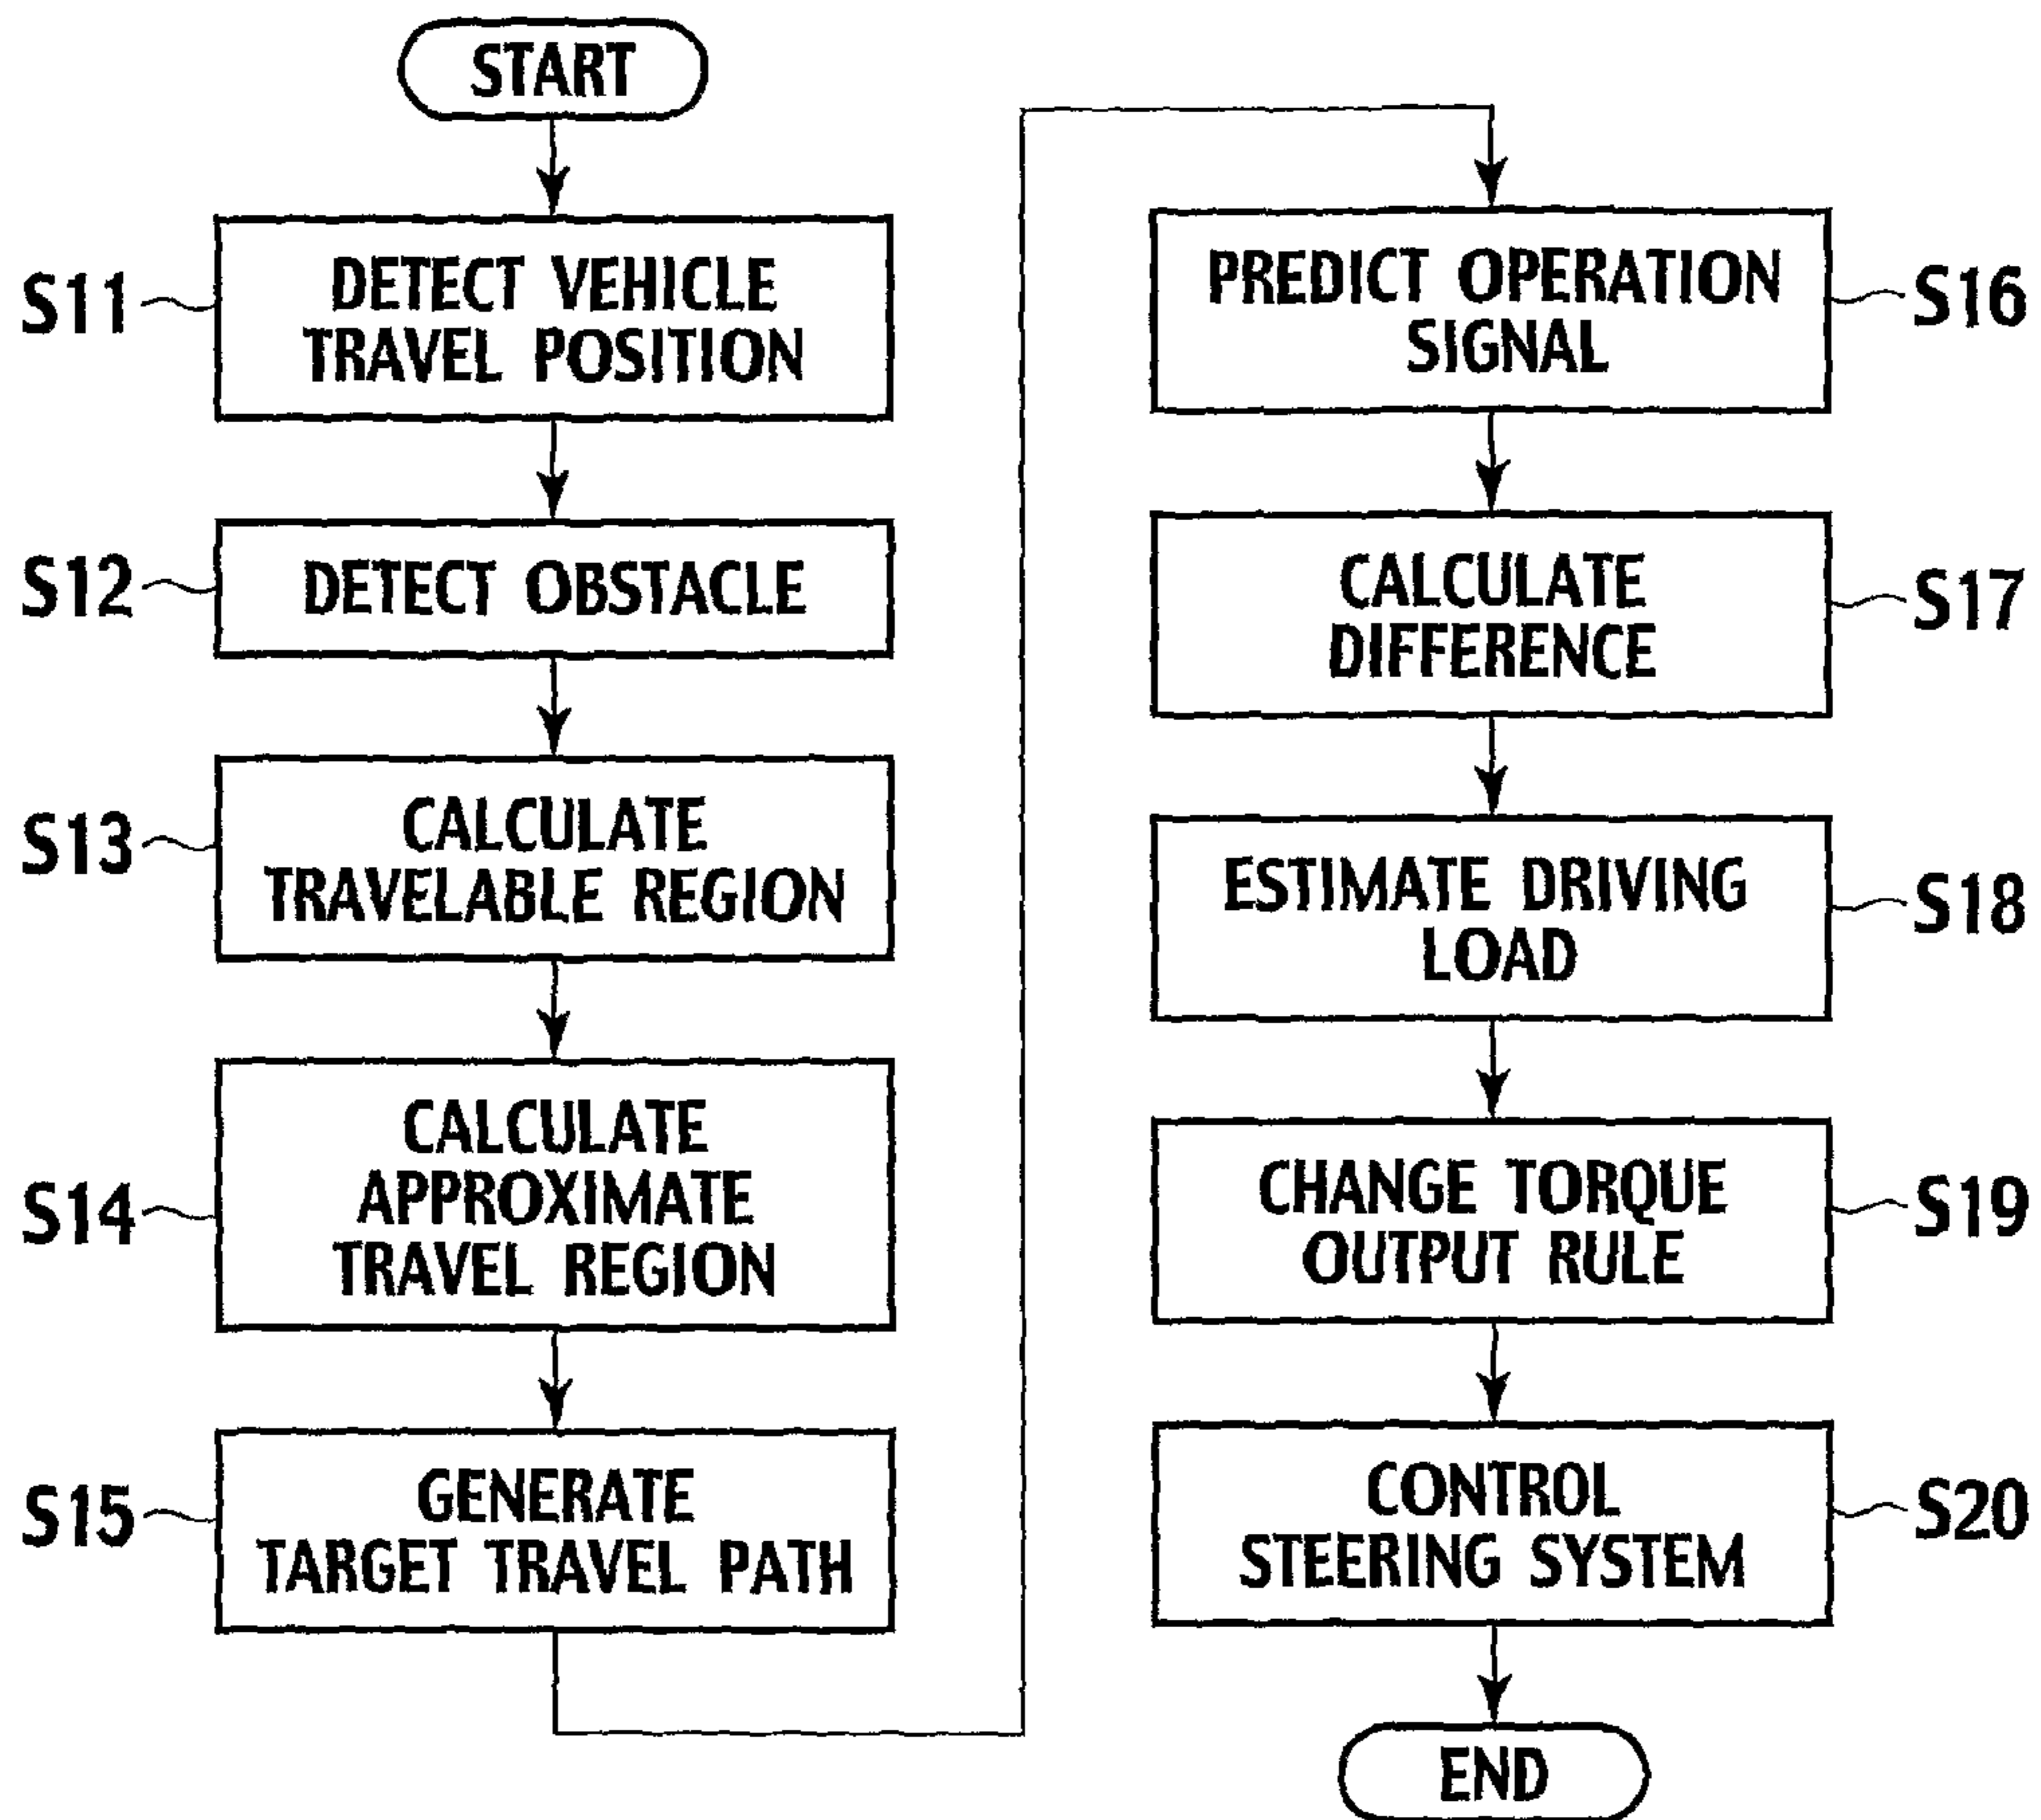 START
S11
DETECT VEHICLE
TRAVEL POSITION
S12
DETECT OBSTACLE
S13
CALCULATE
TRAVELABLE REGION
S14
CALCULATE
APPROXIMATE
TRAVEL REGION
S15
GENERATE
TARGET TRAVEL PATH
PREDICT OPERATION
SIGNAL
S16
CALCULATE
DIFFERENCE
S17
ESTIMATE DRIVING
LOAD
S18
CHANGE TORQUE
OUTPUT RULE
S19
CONTROL
STEERING SYSTEM
S20
END